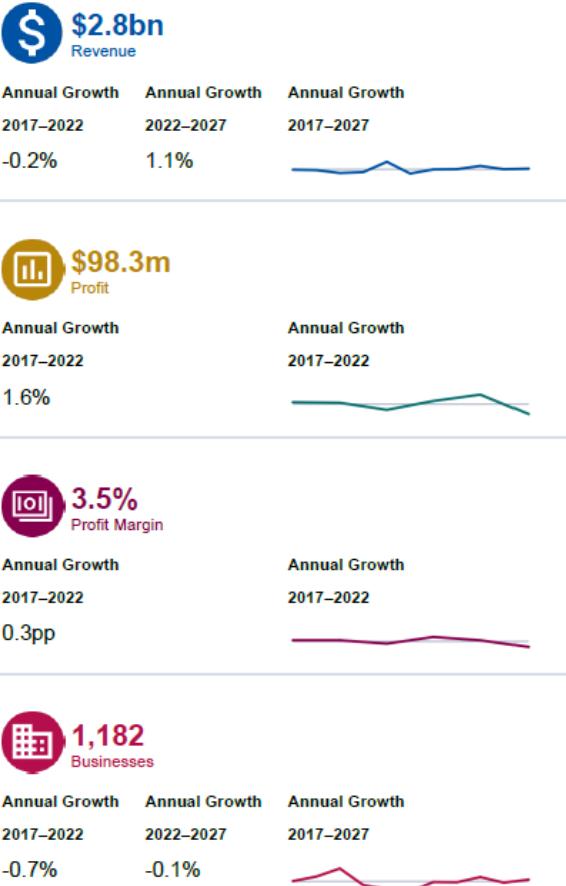 $2.8bn
Revenue
Annual Growth Annual Growth Annual Growth
2017–2022 2022–2027 2017–2027
-0.2% 1.1%
$98.3m
Profit
Annual Growth Annual Growth
2017–2022 2017–2022
1.6%
3.5%
Profit Margin
Annual Growth Annual Growth
2017–2022 2017–2022
0.3pp
1,182
Businesses
Annual Growth Annual Growth Annual Growth
2017–2022 2022–2027 2017–2027
-0.7% -0.1%